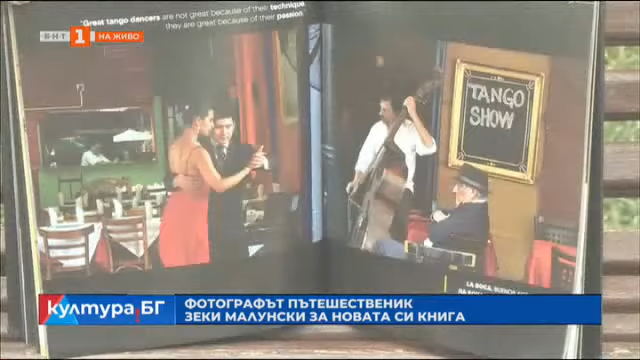 "Great tango dancers are not great because of their technique
they are great because of their passion
БНТ 1 НА ЖИВО
TANGO
SHOW
LA BOCA, BUENOS
КУЛТУРА.БГ
ФОТОГРАФЪТ ПЪТЕШЕСТВЕНИК
ЗЕКИ МАЛУНСКИ ЗА НОВАТА СИ КНИГА